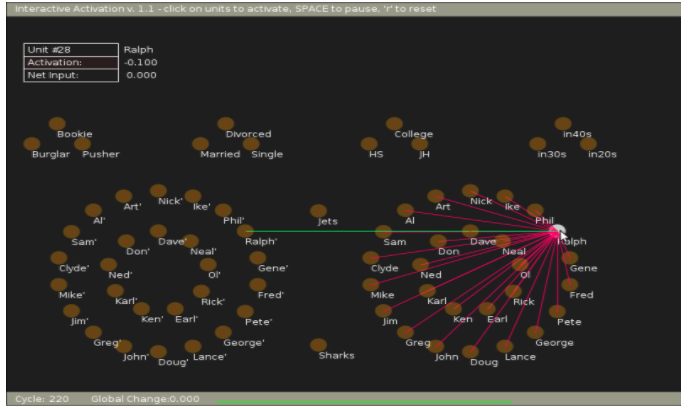 Interactive Activation v. 1.1 - click on units to activate, SPACE to pause, 'r' to reset
Unit #28 Ralph
Activation: -0.100
Net Input: 0.000
Bookie Divorced College in40s
Burglar Pusher Married Single HS JH in30s in20s
Nick' Nick
Art' Ike' Art Ike
Al' Phil' Jets Al Phil
Sam' Dave' Ralph' Sam Dave Ralph
Don' Neal' Don Neal
Clyde' Ned' Ol' Gene' Clyde Ned Ol Gene
Mike' Karl' Rick' Fred' Mike Karl Rick Fred
Jim' Ken' Earl' Pete' Jim Ken Earl Pete
Greg' George' Greg George
John' Doug' Lance' Sharks John Doug Lance
Cycle: 220 Global Change:0.000